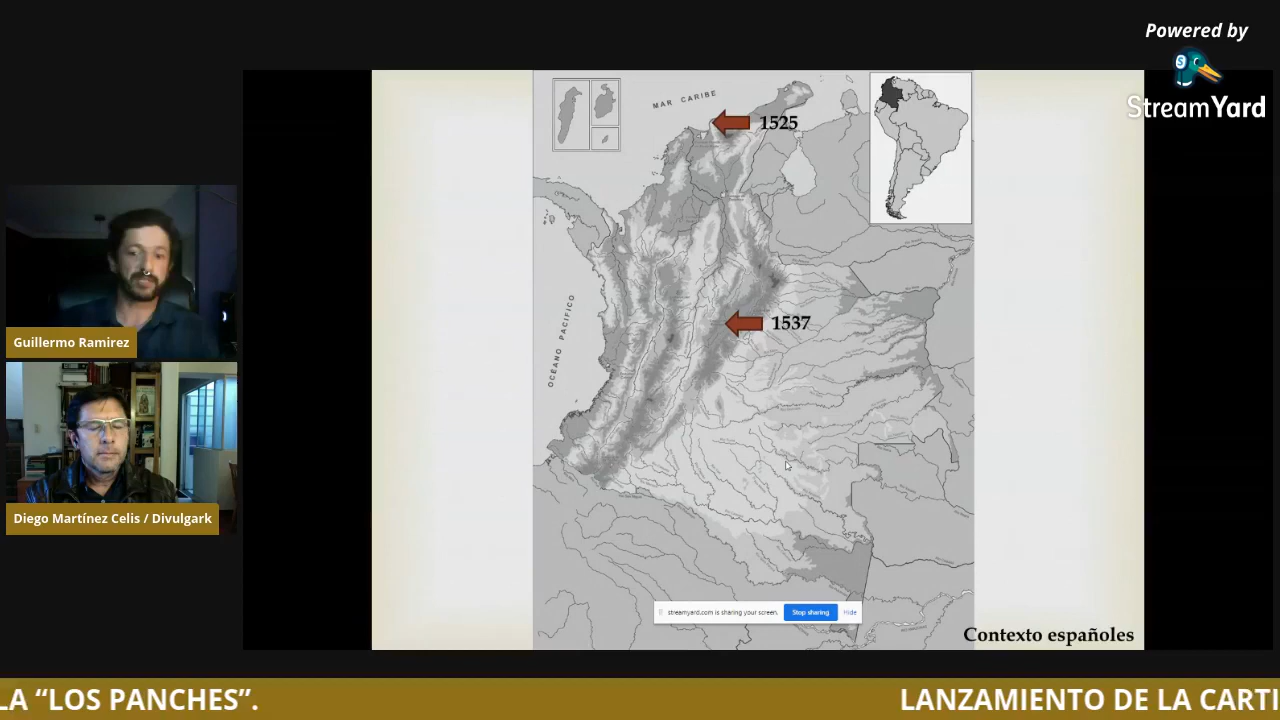 Powered by
StreamYard
MAR CARIBE
1525
1537
OCÉANO PACÍFICO
Guillermo Ramirez
Diego Martínez Celis / Divulgark
streamyard.com is sharing your screen.
Stop sharing
Hide
Contexto españoles
LA “LOS PANCHES”.
LANZAMIENTO DE LA CARTI